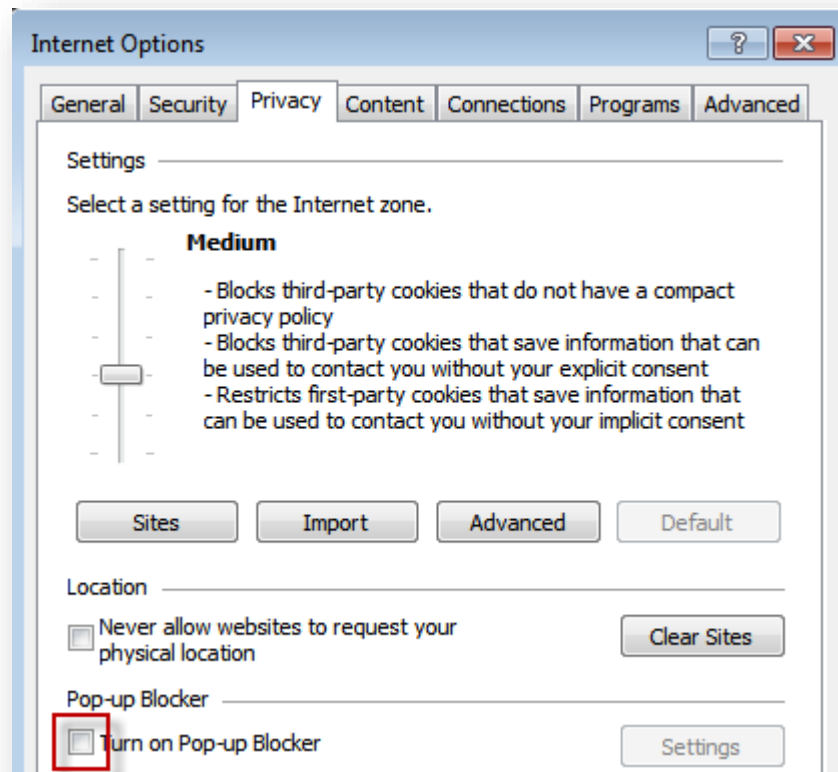 Internet Options
General Security Privacy Content Connections Programs Advanced
Settings
Select a setting for the Internet zone.
Medium
- Blocks third-party cookies that do not have a compact
privacy policy
- Blocks third-party cookies that save information that can
be used to contact you without your explicit consent
- Restricts first-party cookies that save information that
can be used to contact you without your implicit consent
Sites Import Advanced Default
Location
Never allow websites to request your
physical location
Clear Sites
Pop-up Blocker
Turn on Pop-up Blocker
Settings